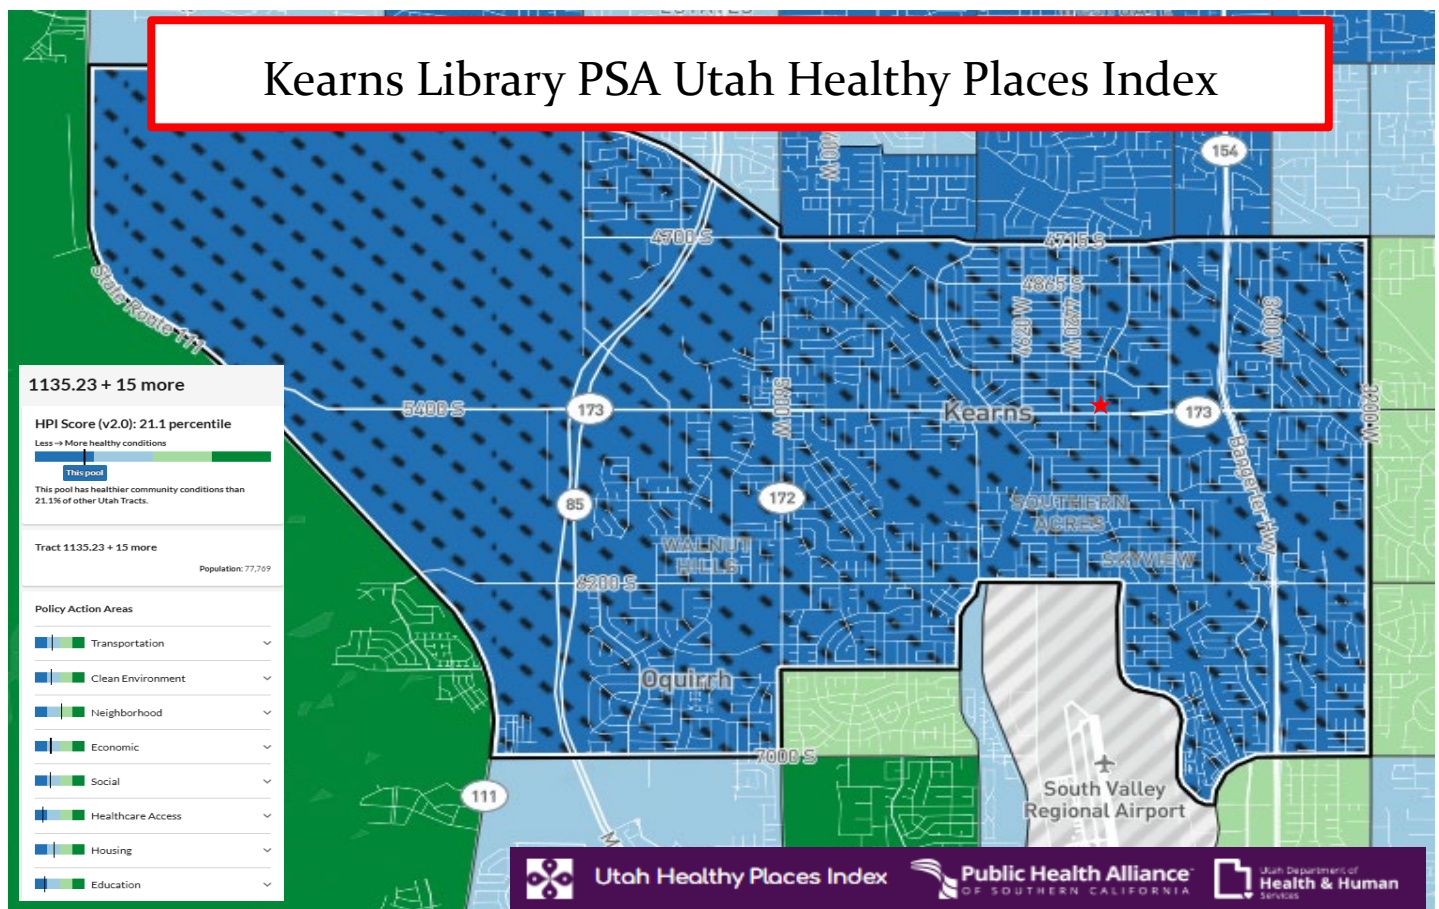 Kearns Library PSA Utah Healthy Places Index
154
4700 S
4715 S
4865 S
4420 W
3600 W
State Route 111
1135.23 + 15 more
HPI Score (v2.0): 21.1 percentile
Less → More healthy conditions
This pool
This pool has healthier community conditions than
21.1% of other Utah Tracts.
Tract 1135.23 + 15 more
Population: 77,769
Policy Action Areas
Transportation
Clean Environment
Neighborhood
Economic
Social
Healthcare Access
Housing
Education
5400 S
173
5600 W
Kearns
173
3200 W
Bangerter Hwy
85
172
SOUTHERN
ACRES
WALNUT
HILLS
SKYVIEW
6200 S
Oquirrh
7000 S
111
South Valley
Regional Airport
Utah Healthy Places Index
Public Health Alliance
OF SOUTHERN CALIFORNIA
Utah Department of
Health & Human
Services